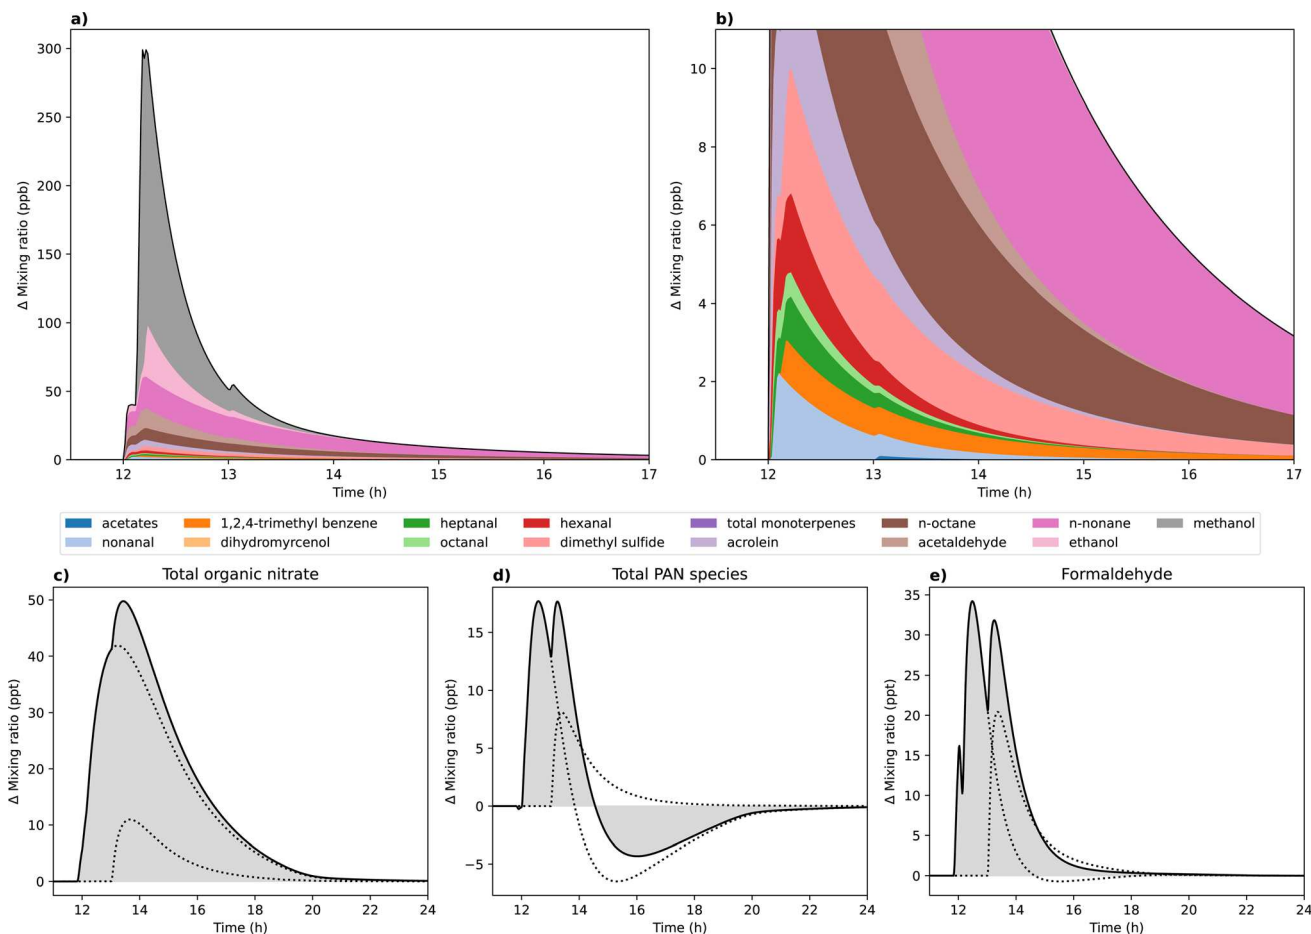 a)
300
250
200
150
100
50
0
Δ Mixing ratio (ppb)
12
13
14
15
16
17
Time (h)
b)
10
8
6
4
2
0
Δ Mixing ratio (ppb)
12
13
14
15
16
17
Time (h)
acetates
1,2,4-trimethyl benzene
heptanal
hexanal
total monoterpenes
n-octane
n-nonane
methanol
nonanal
dihydromyrcenol
octanal
dimethyl sulfide
acrolein
acetaldehyde
ethanol
c)
Total organic nitrate
50
40
30
20
10
0
Δ Mixing ratio (ppt)
12
14
16
18
20
22
24
Time (h)
d)
Total PAN species
15
10
5
0
−5
Δ Mixing ratio (ppt)
12
14
16
18
20
22
24
Time (h)
e)
Formaldehyde
35
30
25
20
15
10
5
0
Δ Mixing ratio (ppt)
12
14
16
18
20
22
24
Time (h)